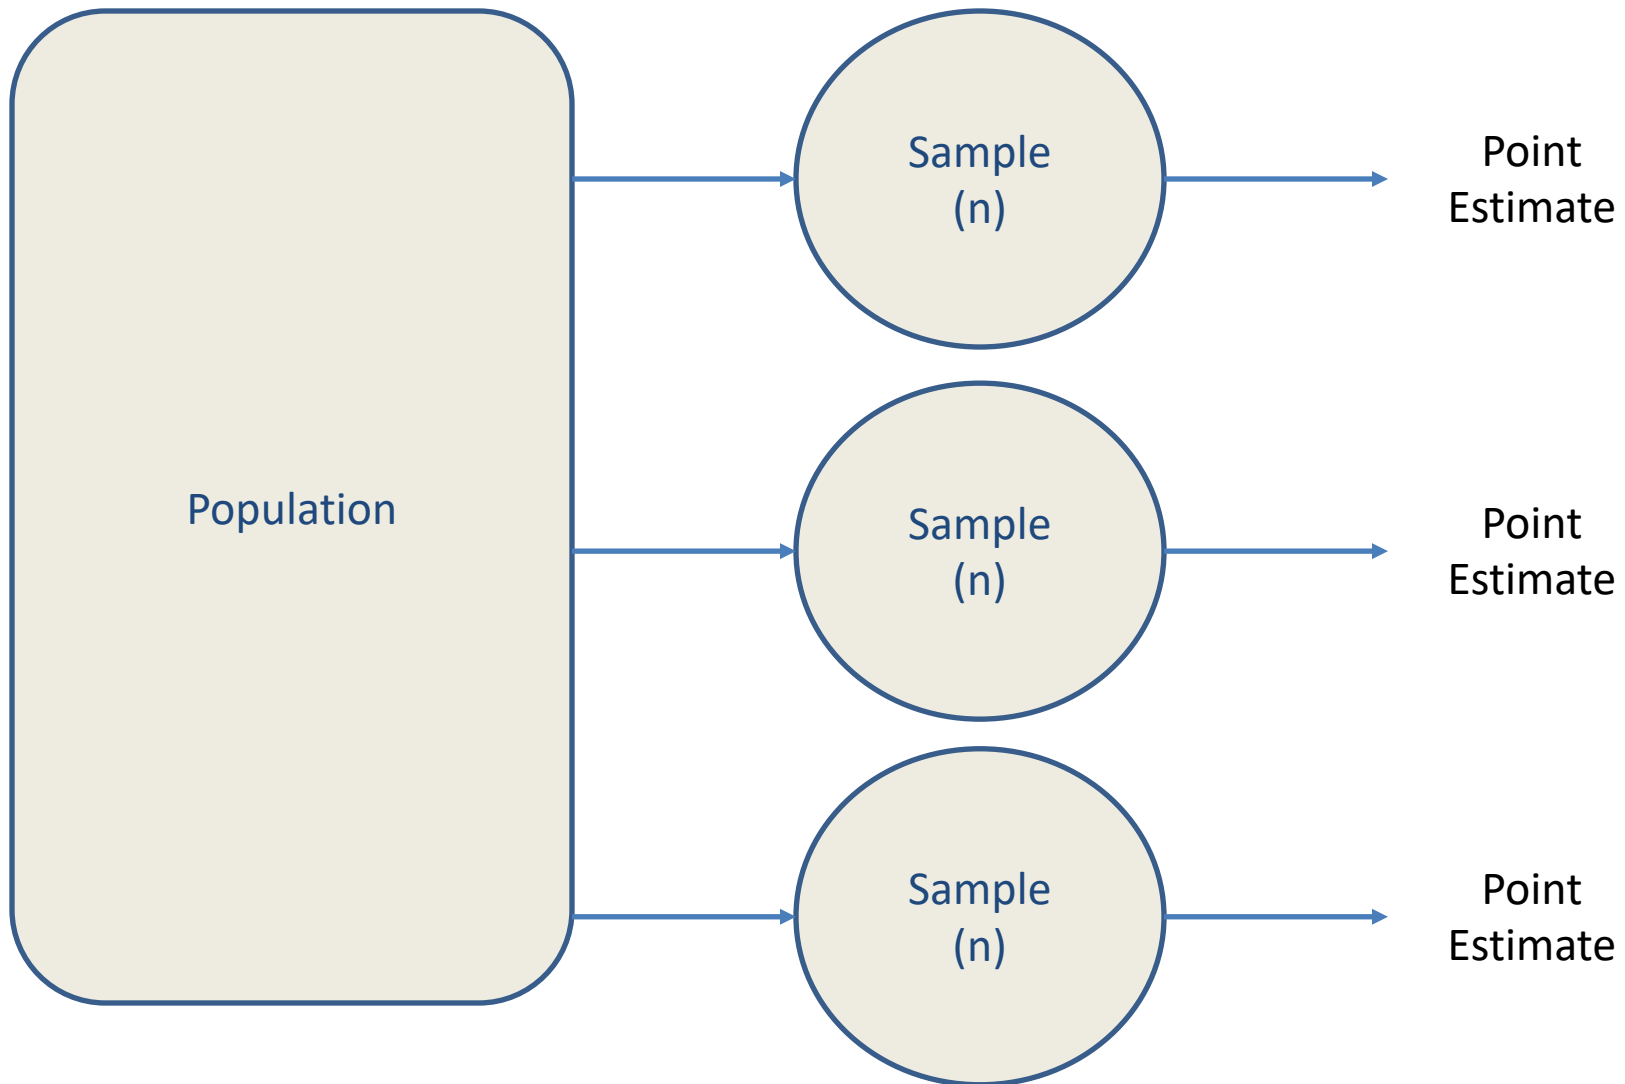 Population
Sample
(n)
Point
Estimate
Sample
(n)
Point
Estimate
Sample
(n)
Point
Estimate